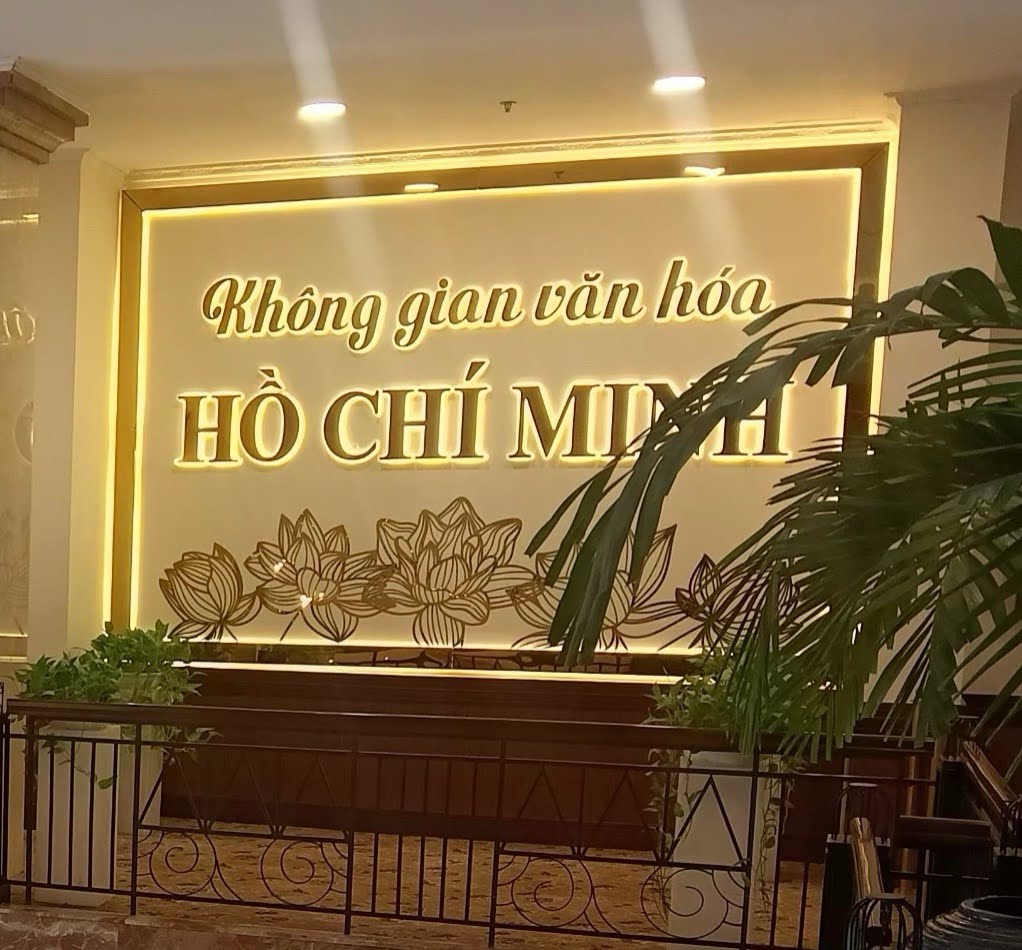 Không gian văn hóa
HỒ CHÍ MINH